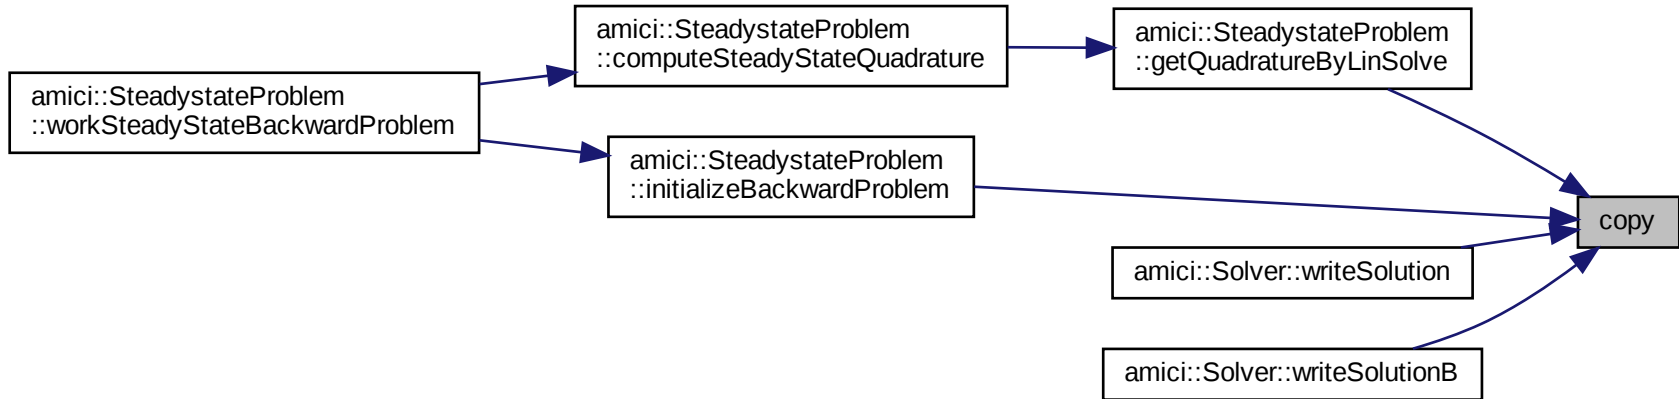 amici::SteadystateProblem
::workSteadyStateBackwardProblem
amici::SteadystateProblem
::computeSteadyStateQuadrature
amici::SteadystateProblem
::getQuadratureByLinSolve
amici::SteadystateProblem
::initializeBackwardProblem
amici::Solver::writeSolution
amici::Solver::writeSolutionB
copy